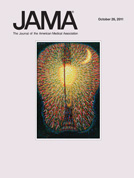 JAMA®
October 26, 2011
The Journal of the American Medical Association